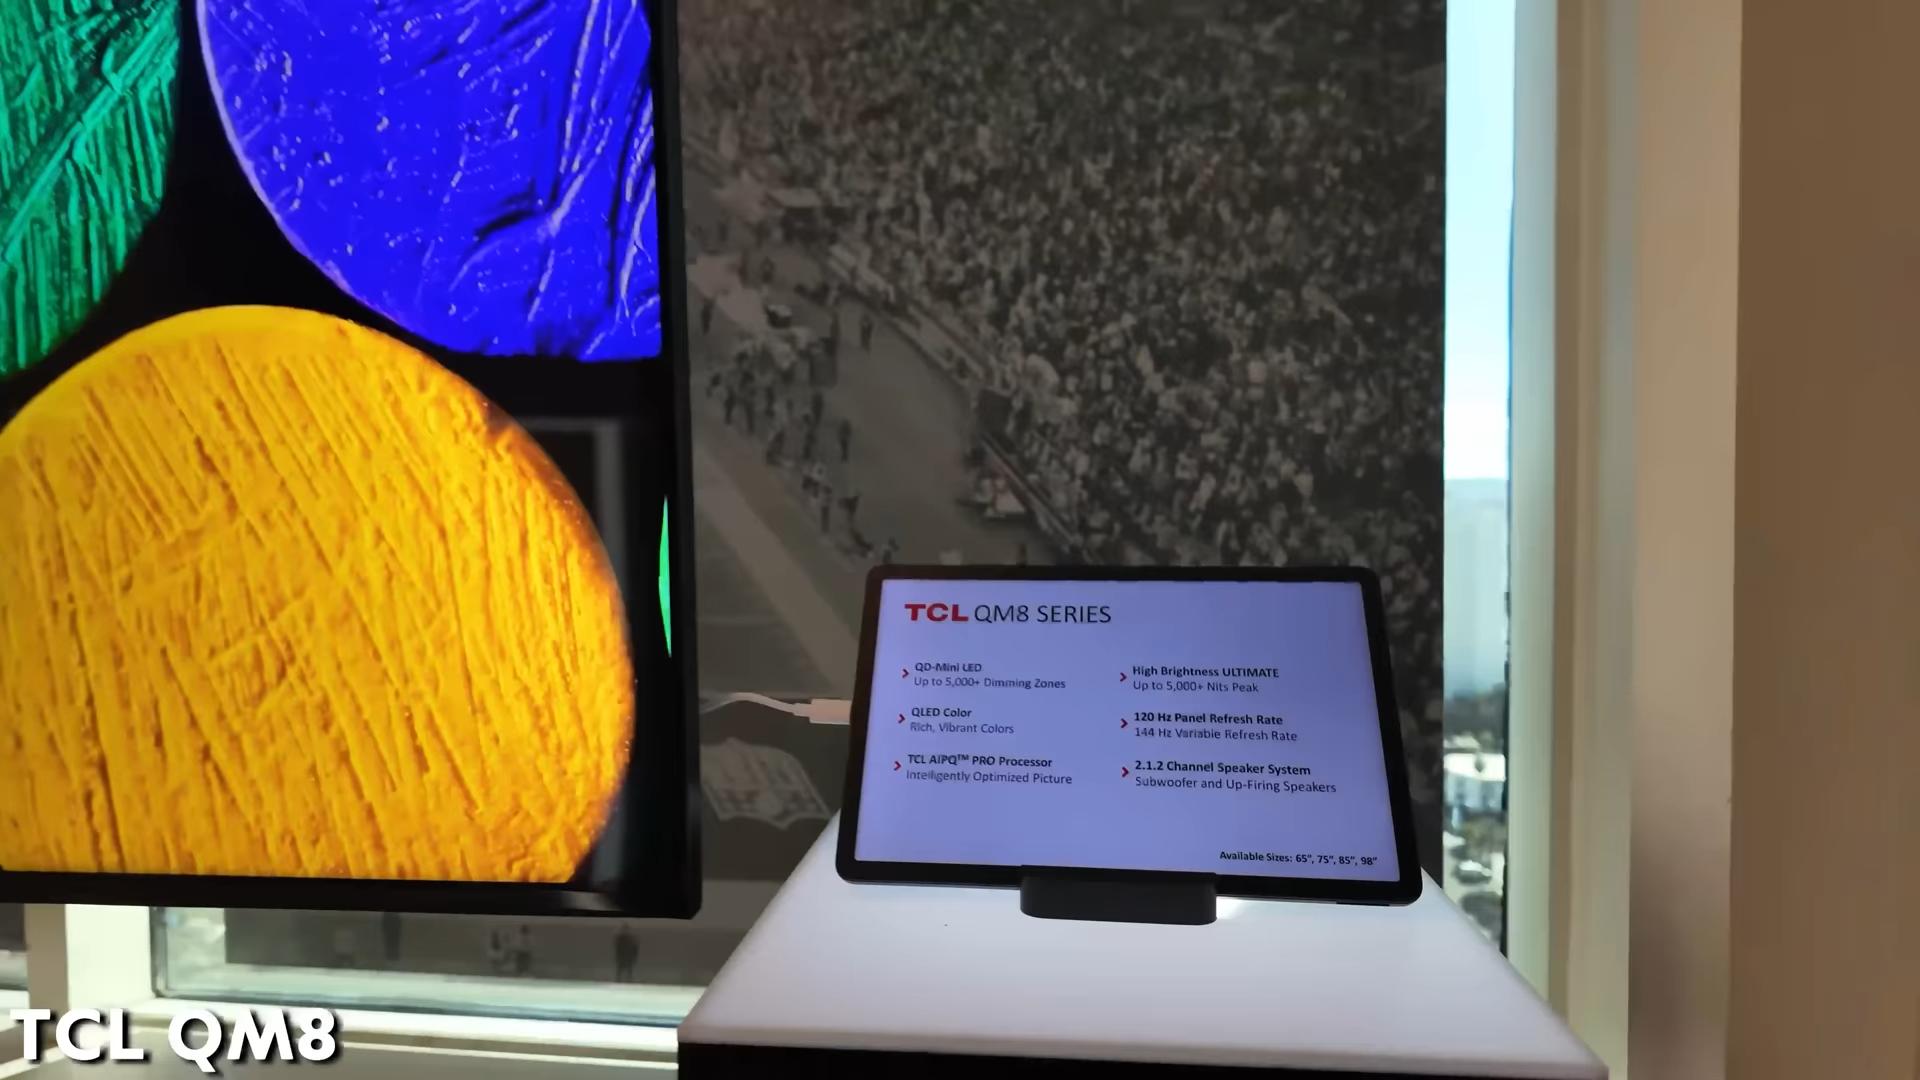 TCL QM8 SERIES
QD-Mini LED
Up to 5,000+ Dimming Zones
QLED Color
Rich, Vibrant Colors
TCL AIPQ™ PRO Processor
Intelligently Optimized Picture
High Brightness ULTIMATE
Up to 5,000+ Nits Peak
120 Hz Panel Refresh Rate
144 Hz Variable Refresh Rate
2.1.2 Channel Speaker System
Subwoofer and Up-Firing Speakers
Available Sizes: 65”, 75”, 85”, 98”
TCL QM8